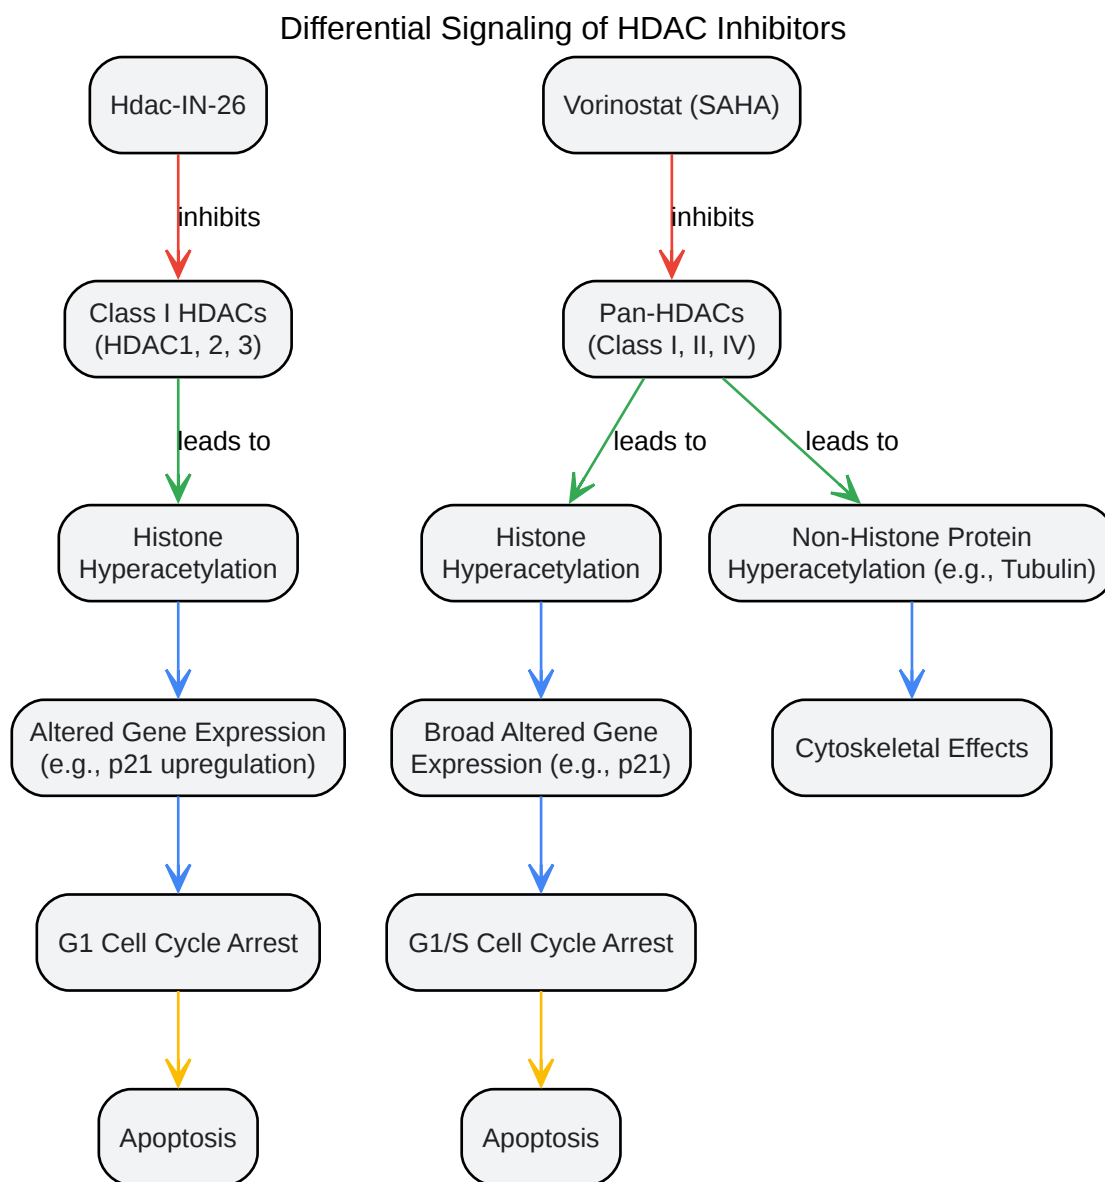 Differential Signaling of HDAC Inhibitors
Hdac-IN-26
Vorinostat (SAHA)
inhibits
inhibits
Class I HDACs
(HDAC1, 2, 3)
Pan-HDACs
(Class I, II, IV)
leads to
leads to
leads to
Histone
Hyperacetylation
Histone
Hyperacetylation
Non-Histone Protein
Hyperacetylation (e.g., Tubulin)
Altered Gene Expression
(e.g., p21 upregulation)
Broad Altered Gene
Expression (e.g., p21)
Cytoskeletal Effects
G1 Cell Cycle Arrest
G1/S Cell Cycle Arrest
Apoptosis
Apoptosis